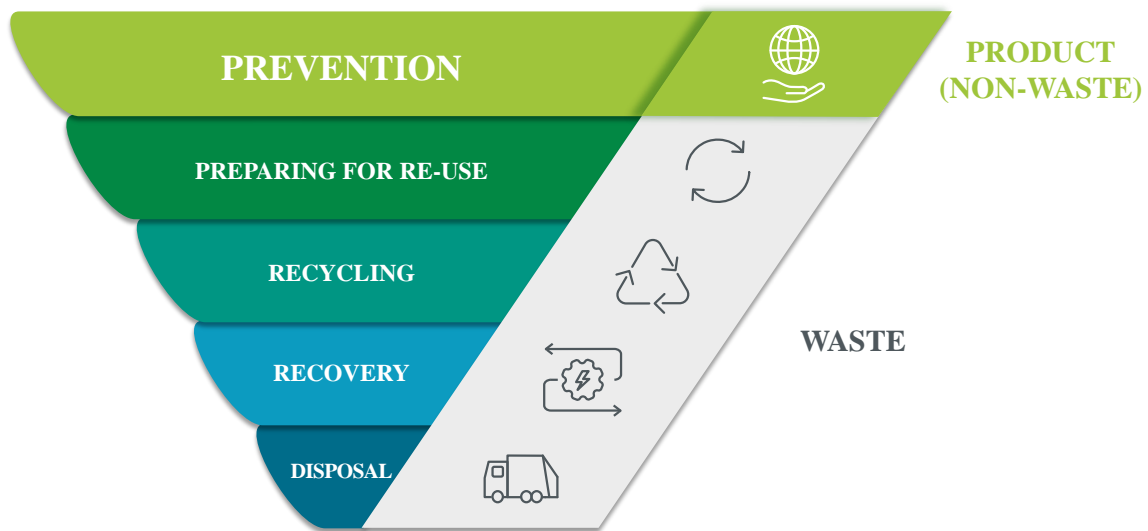 PREVENTION
PRODUCT
(NON-WASTE)
PREPARING FOR RE-USE
RECYCLING
WASTE
RECOVERY
DISPOSAL